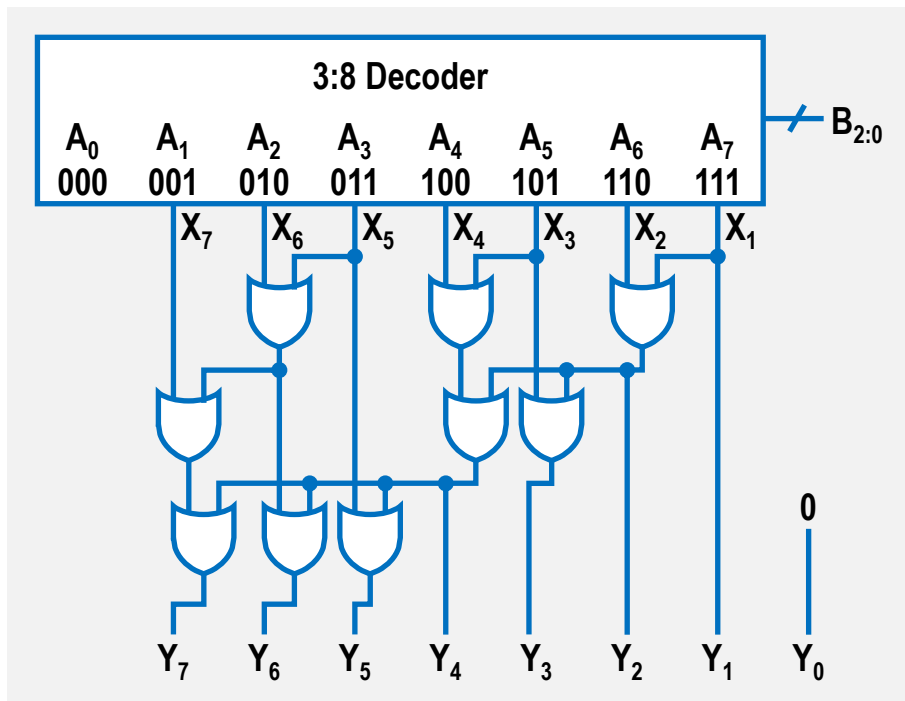 3:8 Decoder
B2:0
A0 A1 A2 A3 A4 A5 A6 A7
000 001 010 011 100 101 110 111
X7 X6 X5 X4 X3 X2 X1
0
Y7 Y6 Y5 Y4 Y3 Y2 Y1 Y0